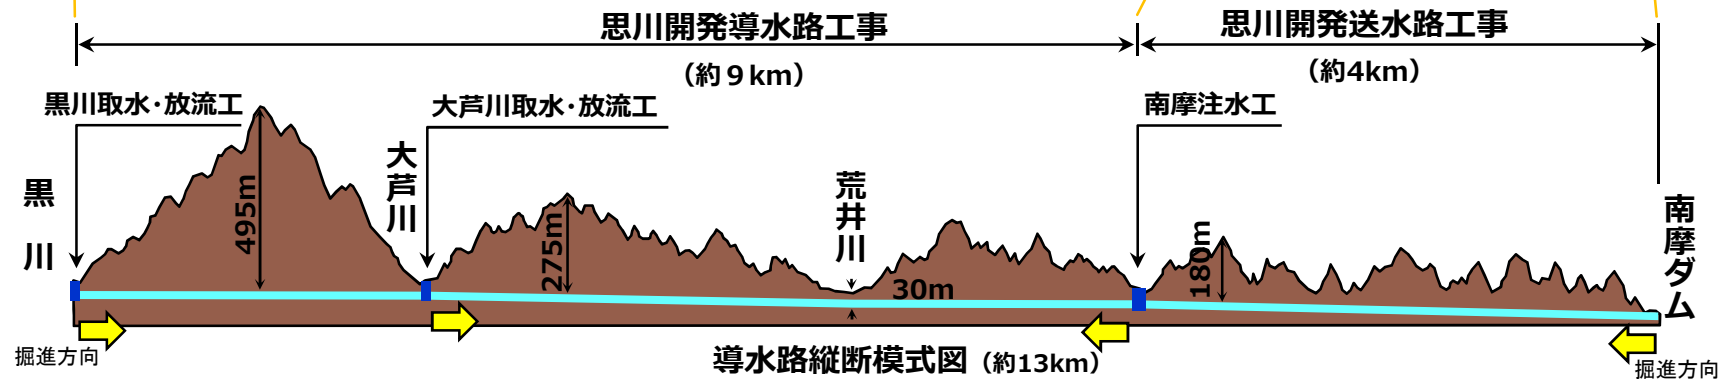 思川開発導水路工事
（約９km）
思川開発送水路工事
（約4km）
黒川取水・放流工
大芦川取水・放流工
南摩注水工
黒川
大芦川
荒井川
南摩ダム
495m
275m
30m
180m
掘進方向
導水路縦断模式図（約13km）
掘進方向